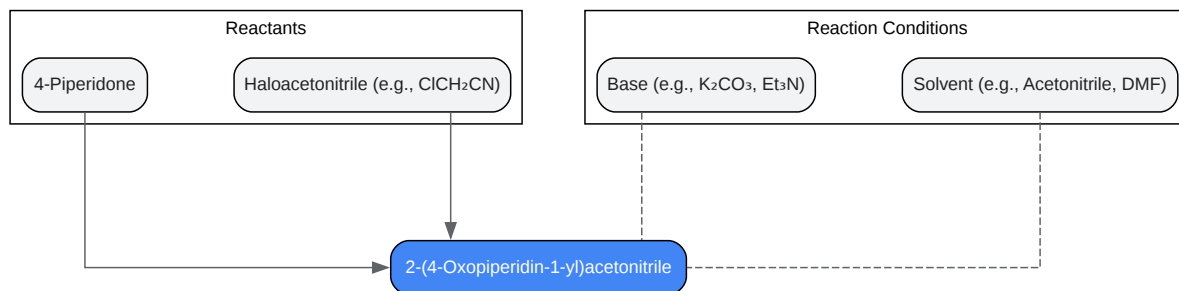 Reactants
Reaction Conditions
4-Piperidone
Haloacetonitrile (e.g., ClCH₂CN)
Base (e.g., K₂CO₃, Et₃N)
Solvent (e.g., Acetonitrile, DMF)
2-(4-Oxopiperidin-1-yl)acetonitrile